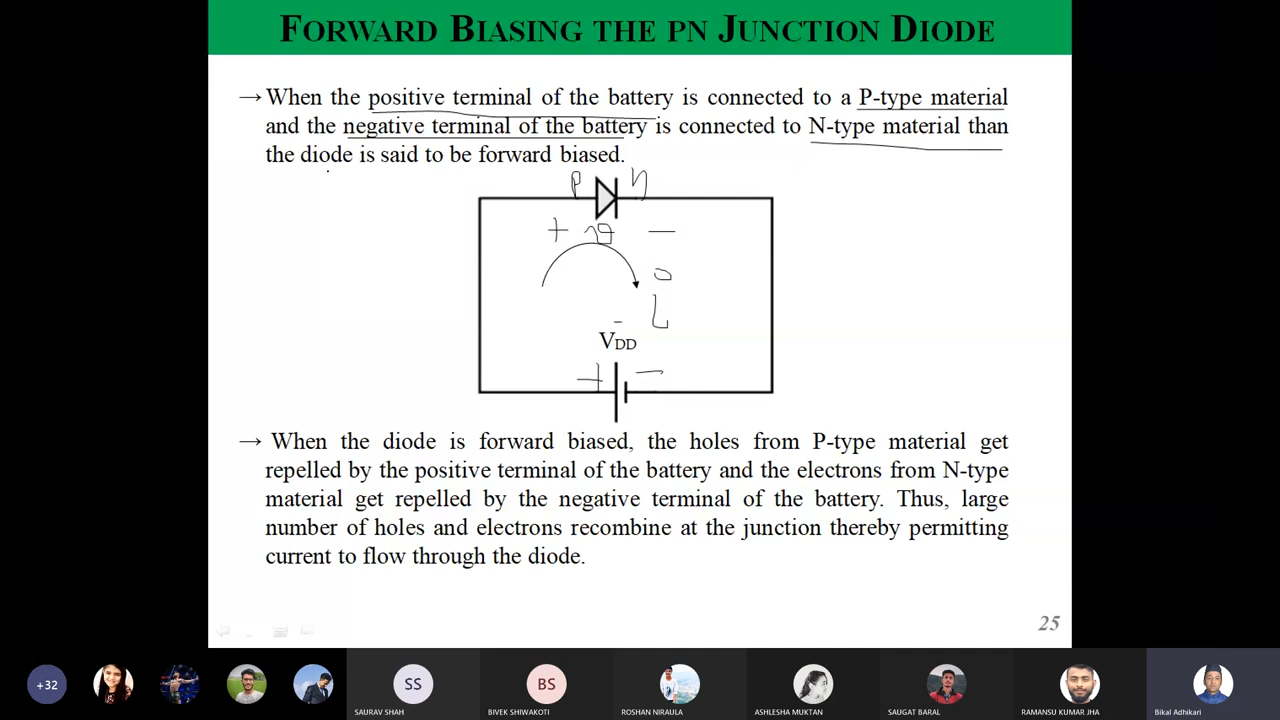 FORWARD BIASING THE PN JUNCTION DIODE
→ When the positive terminal of the battery is connected to a P-type material
and the negative terminal of the battery is connected to N-type material than
the diode is said to be forward biased.
P n
+ −
VDD
+ −
→ When the diode is forward biased, the holes from P-type material get
repelled by the positive terminal of the battery and the electrons from N-type
material get repelled by the negative terminal of the battery. Thus, large
number of holes and electrons recombine at the junction thereby permitting
current to flow through the diode.
25
+32
SS
BS
SAURAV SHAH
BIVEK SHIWAKOTI
ROSHAN NIRAULA
ASHLESHA MUKTAN
SAUGAT BARAL
RAMANSU KUMAR JHA
Bikal Adhikari